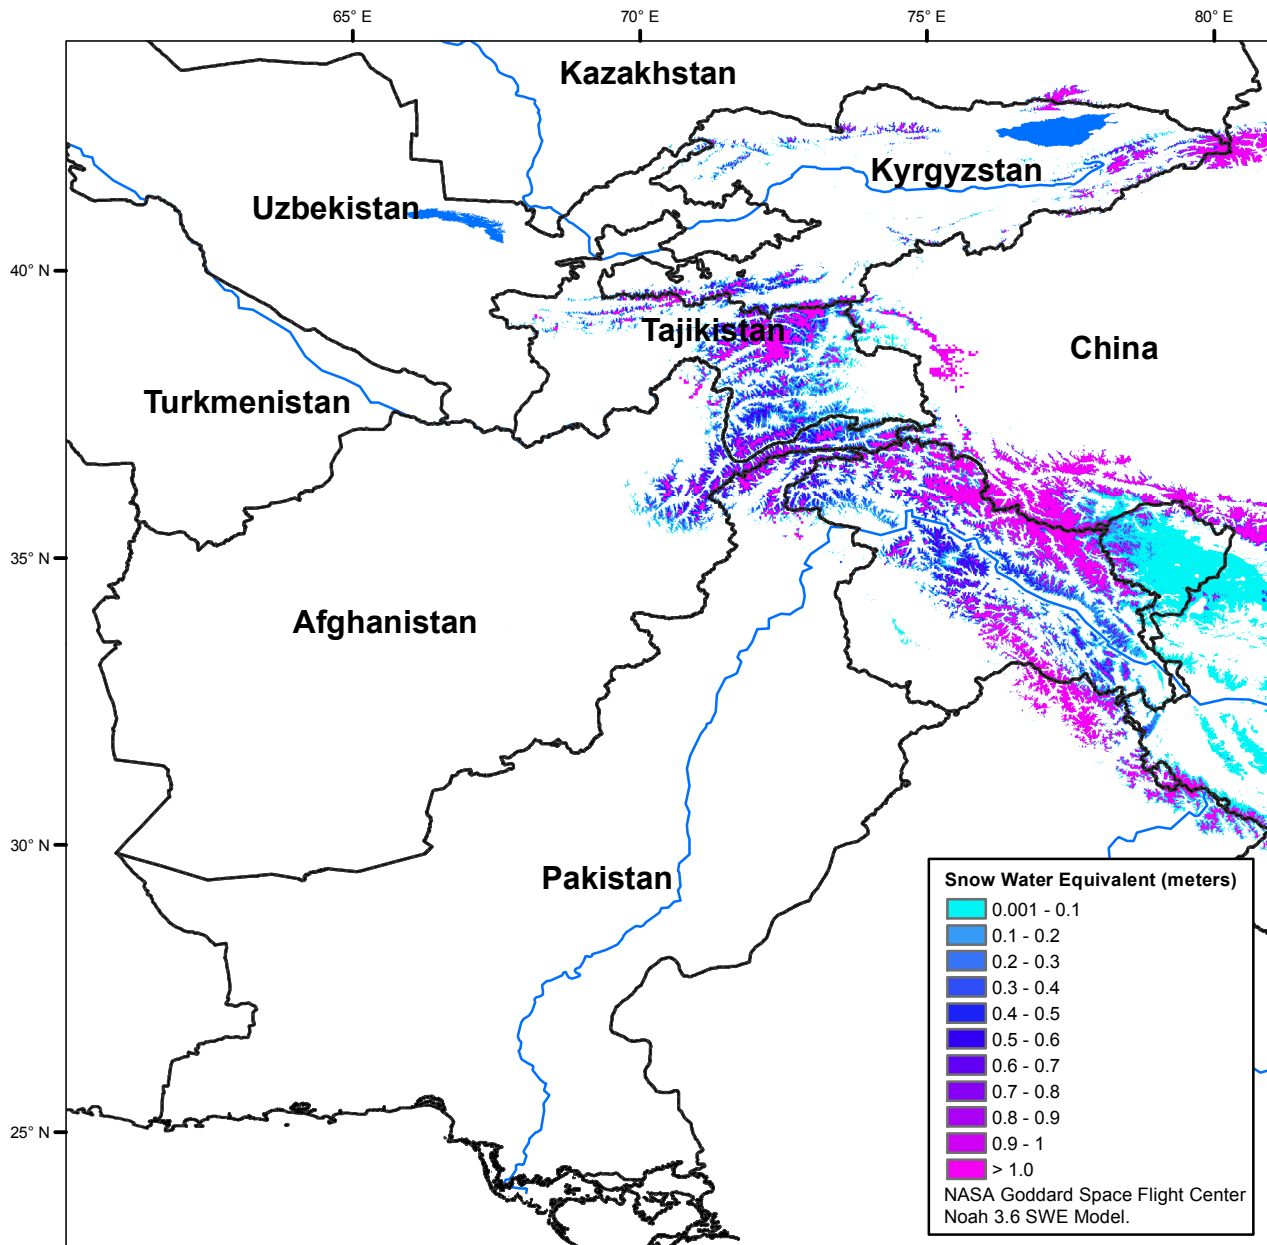 65° E
70° E
75° E
80° E
Kazakhstan
Kyrgyzstan
Uzbekistan
40° N
Tajikistan
China
Turkmenistan
35° N
Afghanistan
30° N
Pakistan
25° N
Snow Water Equivalent (meters)
0.001 - 0.1
0.1 - 0.2
0.2 - 0.3
0.3 - 0.4
0.4 - 0.5
0.5 - 0.6
0.6 - 0.7
0.7 - 0.8
0.8 - 0.9
0.9 - 1
> 1.0
NASA Goddard Space Flight Center
Noah 3.6 SWE Model.